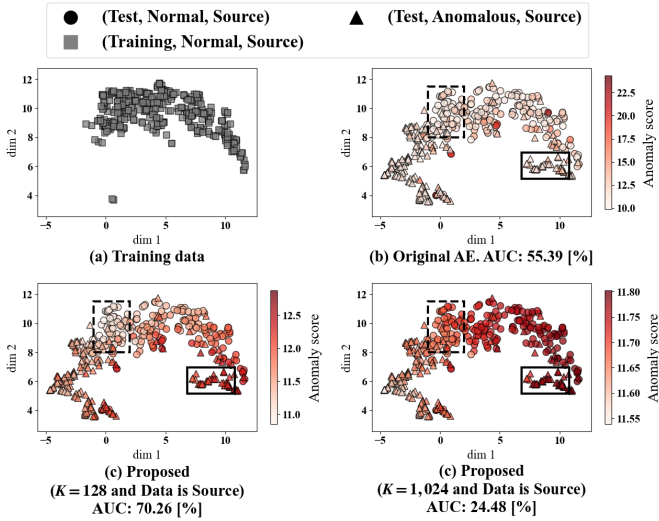 (Test, Normal, Source)
(Test, Anomalous, Source)
(Training, Normal, Source)
12
10
8
6
4
dim 2
−5
0
5
10
dim 1
(a) Training data
12
10
8
6
4
dim 2
−5
0
5
10
dim 1
22.5
20.0
17.5
15.0
12.5
10.0
Anomaly score
(b) Original AE. AUC: 55.39 [%]
12
10
8
6
4
dim 2
−5
0
5
10
dim 1
12.5
12.0
11.5
11.0
Anomaly score
(c) Proposed
(K = 128 and Data is Source)
AUC: 70.26 [%]
12
10
8
6
4
dim 2
−5
0
5
10
dim 1
11.80
11.75
11.70
11.65
11.60
11.55
Anomaly score
(c) Proposed
(K = 1, 024 and Data is Source)
AUC: 24.48 [%]